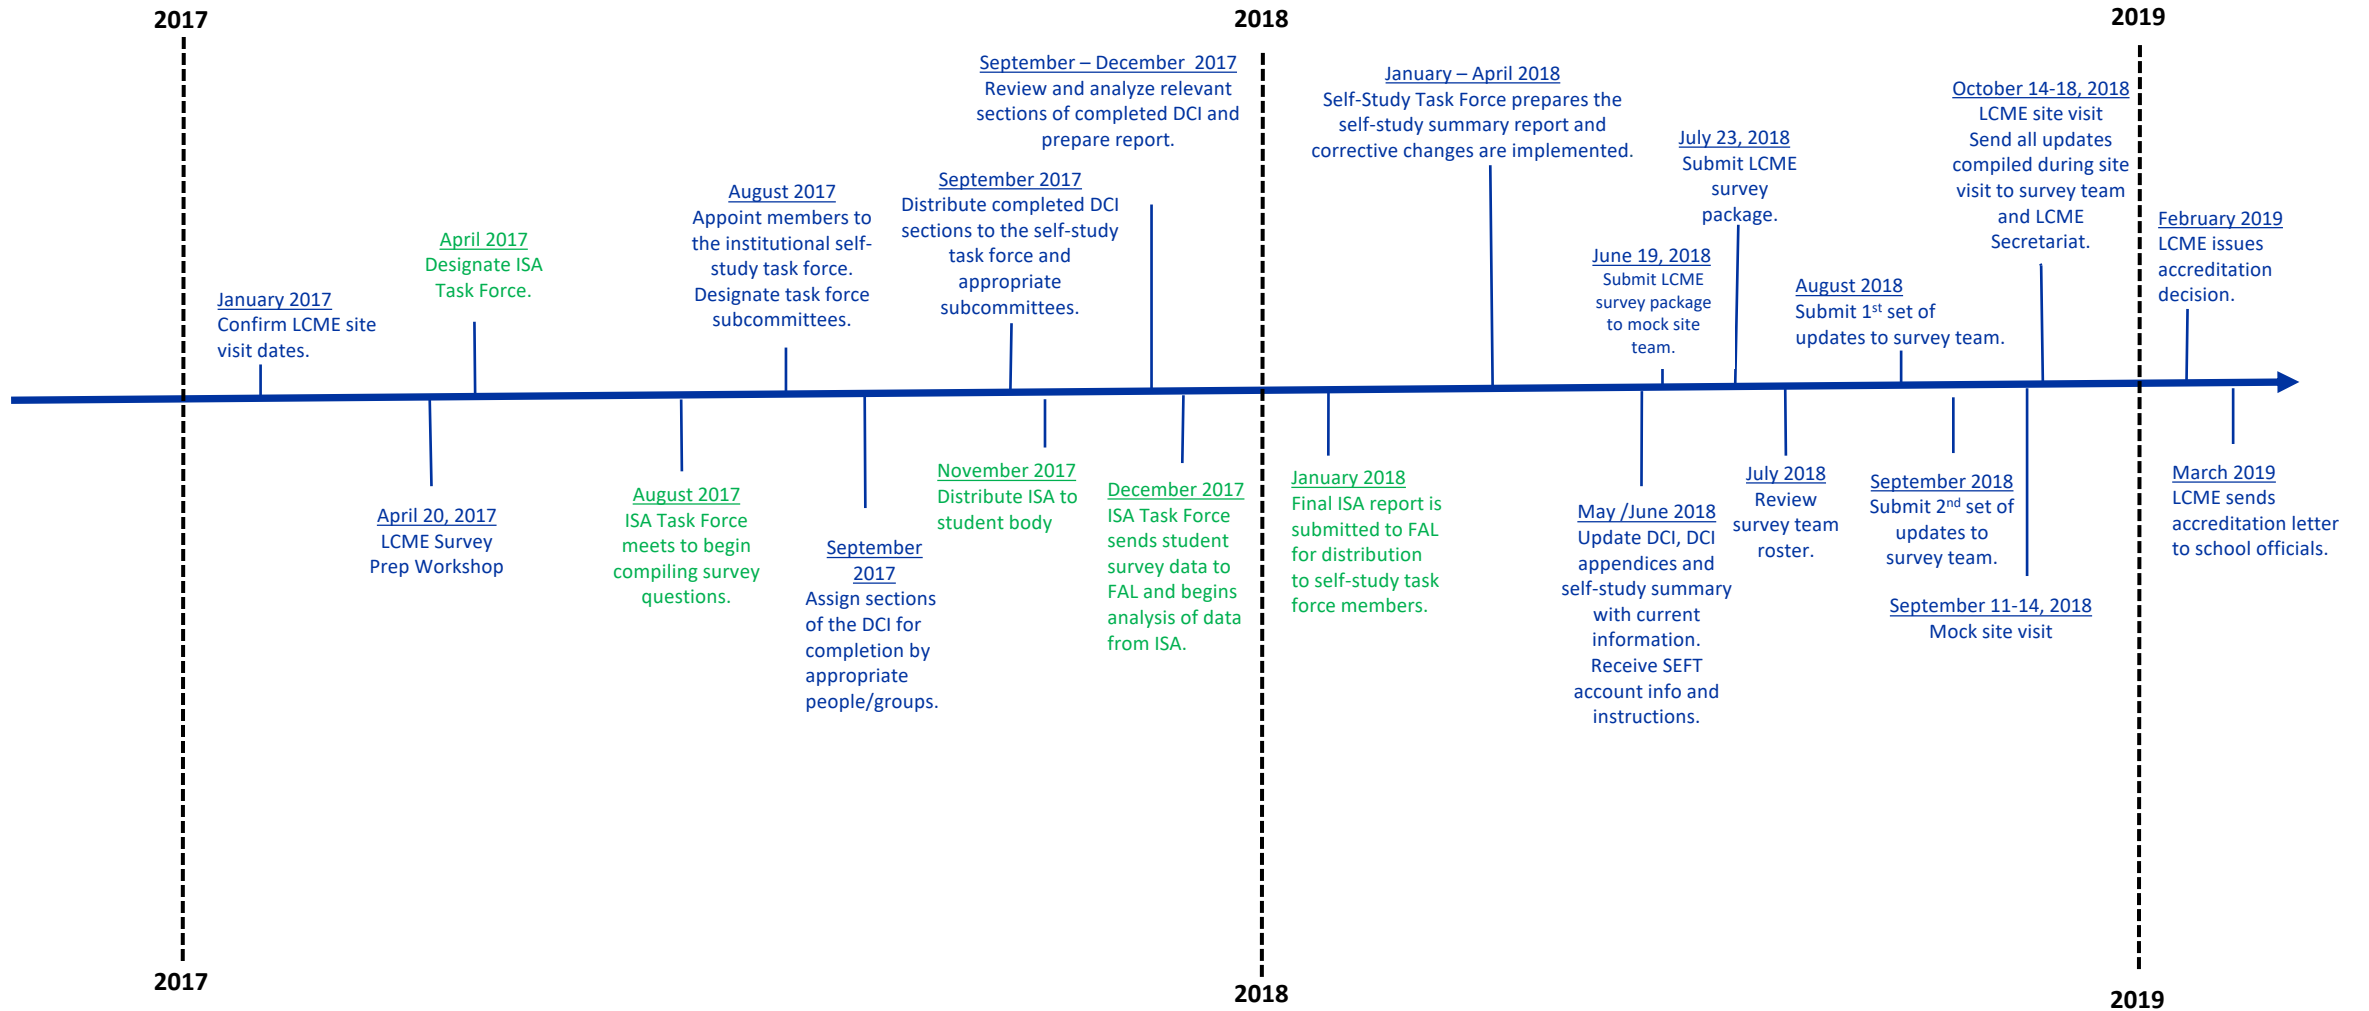 2017
2018
2019
January 2017
Confirm LCME site
visit dates.
April 2017
Designate ISA
Task Force.
August 2017
Appoint members to
the institutional self-
study task force.
Designate task force
subcommittees.
September 2017
Distribute completed DCI
sections to the self-study
task force and
appropriate
subcommittees.
September – December 2017
Review and analyze relevant
sections of completed DCI and
prepare report.
January – April 2018
Self-Study Task Force prepares the
self-study summary report and
corrective changes are implemented.
June 19, 2018
Submit LCME
survey package
to mock site
team.
July 23, 2018
Submit LCME
survey
package.
August 2018
Submit 1st set of
updates to survey team.
October 14-18, 2018
LCME site visit
Send all updates
compiled during site
visit to survey team
and LCME
Secretariat.
February 2019
LCME issues
accreditation
decision.
April 20, 2017
LCME Survey
Prep Workshop
August 2017
ISA Task Force
meets to begin
compiling survey
questions.
September
2017
Assign sections
of the DCI for
completion by
appropriate
people/groups.
November 2017
Distribute ISA to
student body
December 2017
ISA Task Force
sends student
survey data to
FAL and begins
analysis of data
from ISA.
January 2018
Final ISA report is
submitted to FAL
for distribution
to self-study task
force members.
May /June 2018
Update DCI, DCI
appendices and
self-study summary
with current
information.
Receive SEFT
account info and
instructions.
July 2018
Review
survey team
roster.
September 2018
Submit 2nd set of
updates to
survey team.
September 11-14, 2018
Mock site visit
March 2019
LCME sends
accreditation letter
to school officials.
2017
2018
2019